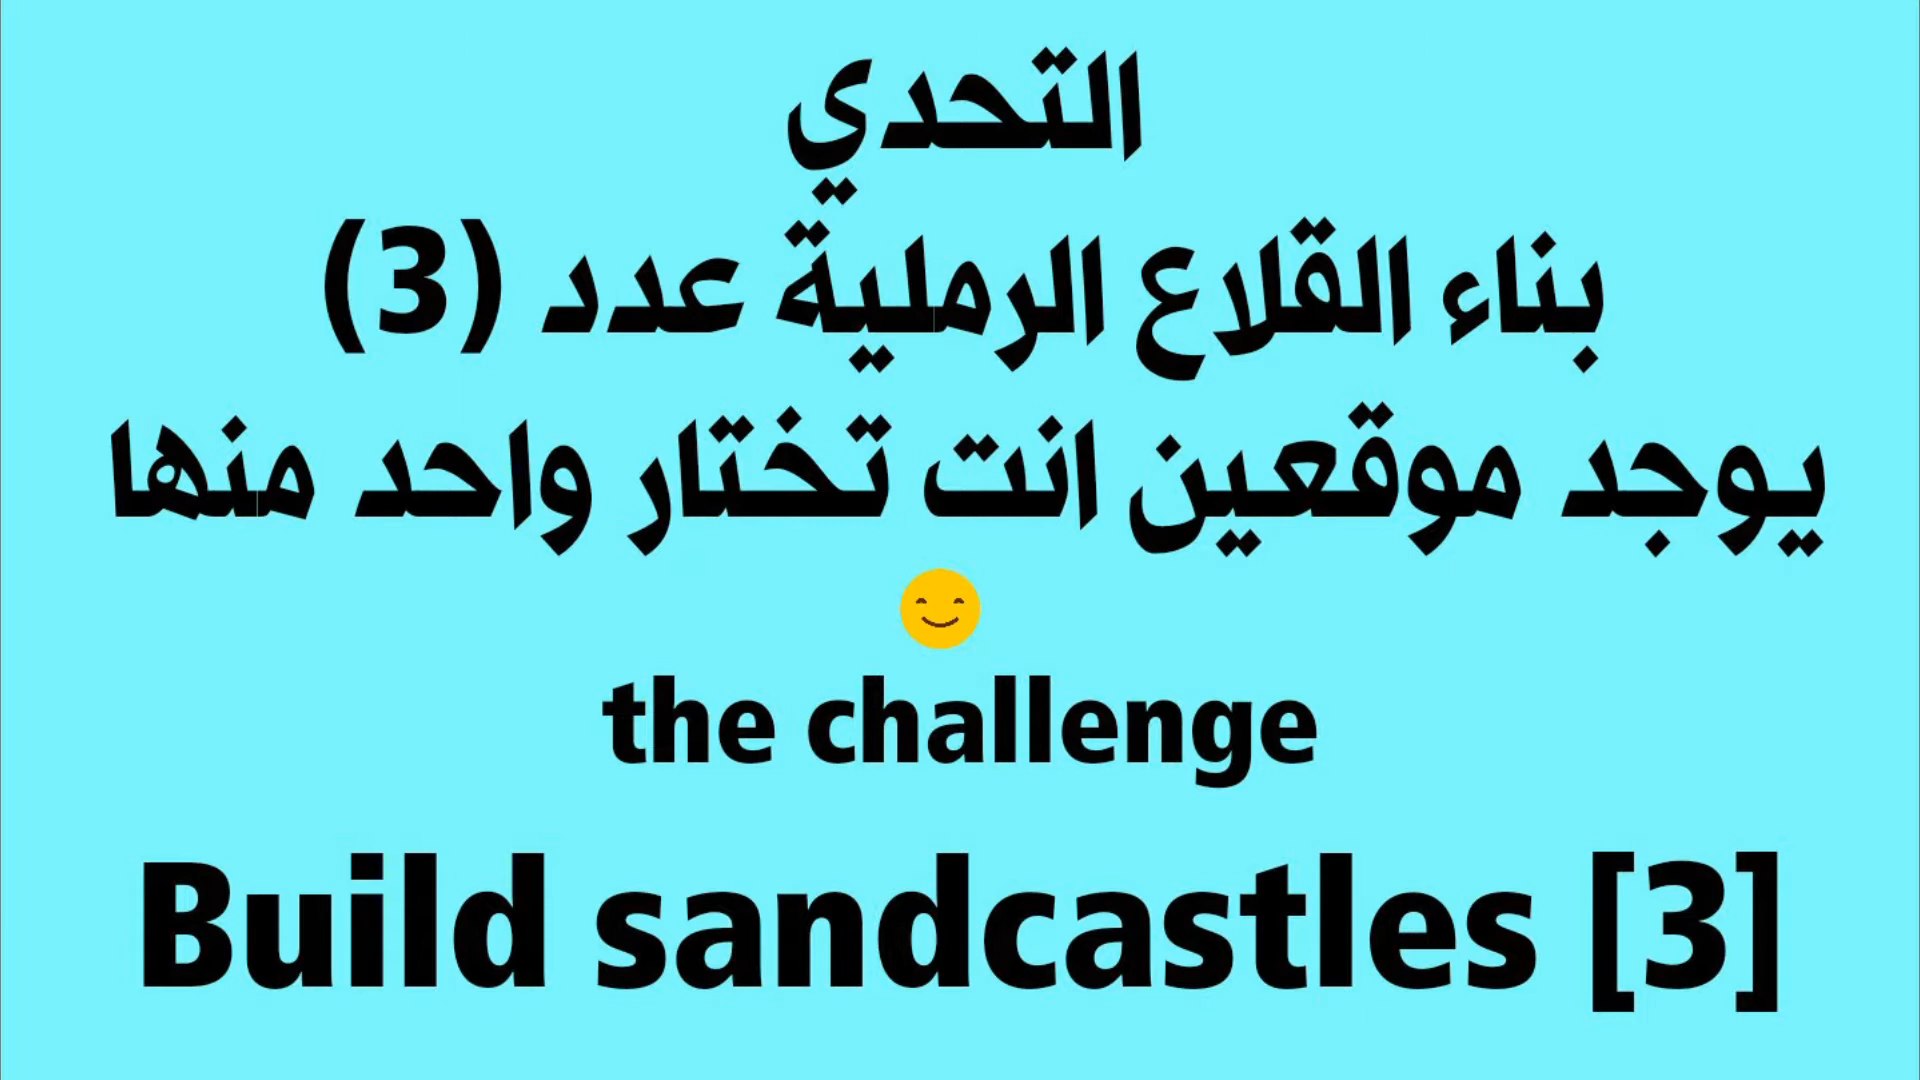 التحدي
بناء القلاع الرملية عدد (3)
يوجد موقعين انت تختار واحد منها
😊
the challenge
Build sandcastles [3]